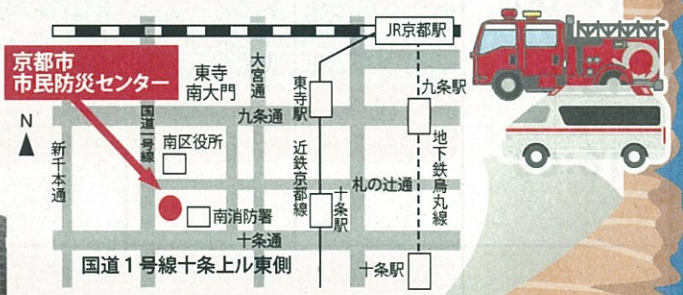 JR京都駅
京都市
市民防災センター
東寺
南大門
大宮通
東寺駅
九条駅
国道一号線
九条通
N
新千本通
南区役所
近鉄京都線
地下鉄烏丸線
札の辻通
十条駅
南消防署
十条通
国道1号線十条上ル東側
十条駅